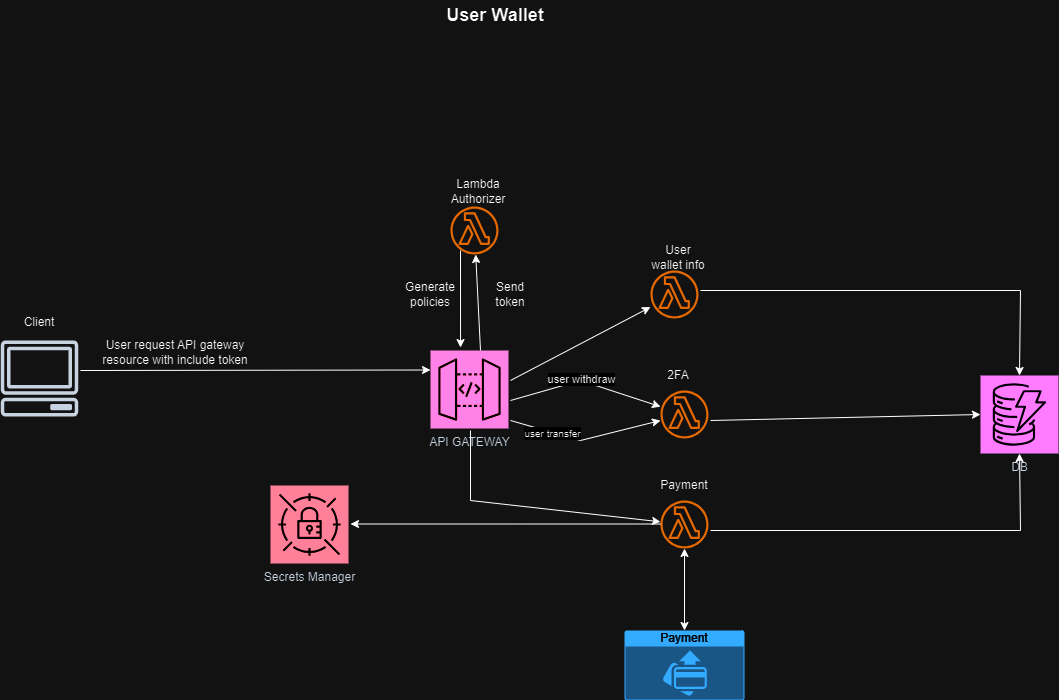 User Wallet
Lambda
Authorizer
User
wallet info
Generate
policies
Send
token
Client
User request API gateway
resource with include token
</>
user withdraw
2FA
user transfer
API GATEWAY
DB
Payment
Secrets Manager
Payment